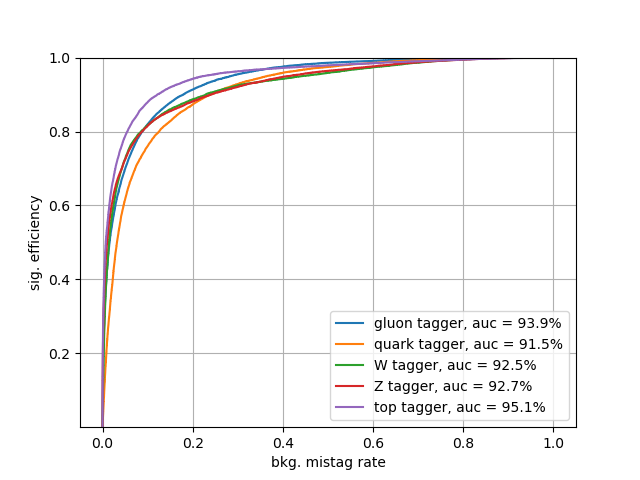 1.0
0.8
0.6
0.4
0.2
sig. efficiency
gluon tagger, auc = 93.9%
quark tagger, auc = 91.5%
W tagger, auc = 92.5%
Z tagger, auc = 92.7%
top tagger, auc = 95.1%
0.0 0.2 0.4 0.6 0.8 1.0
bkg. mistag rate